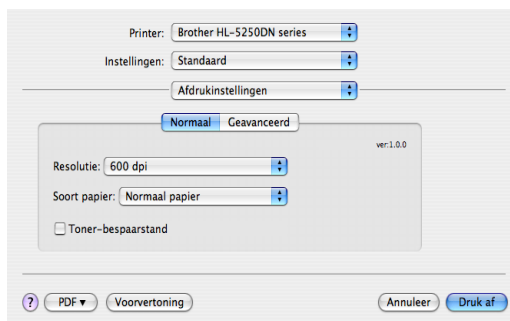 Printer: Brother HL-5250DN series
Instellingen: Standaard
Afdrukinstellingen
Normaal Geavanceerd
ver:1.0.0
Resolutie: 600 dpi
Soort papier: Normaal papier
Toner-bespaarstand
? PDF ▼ Voorvertoning Annuleer Druk af